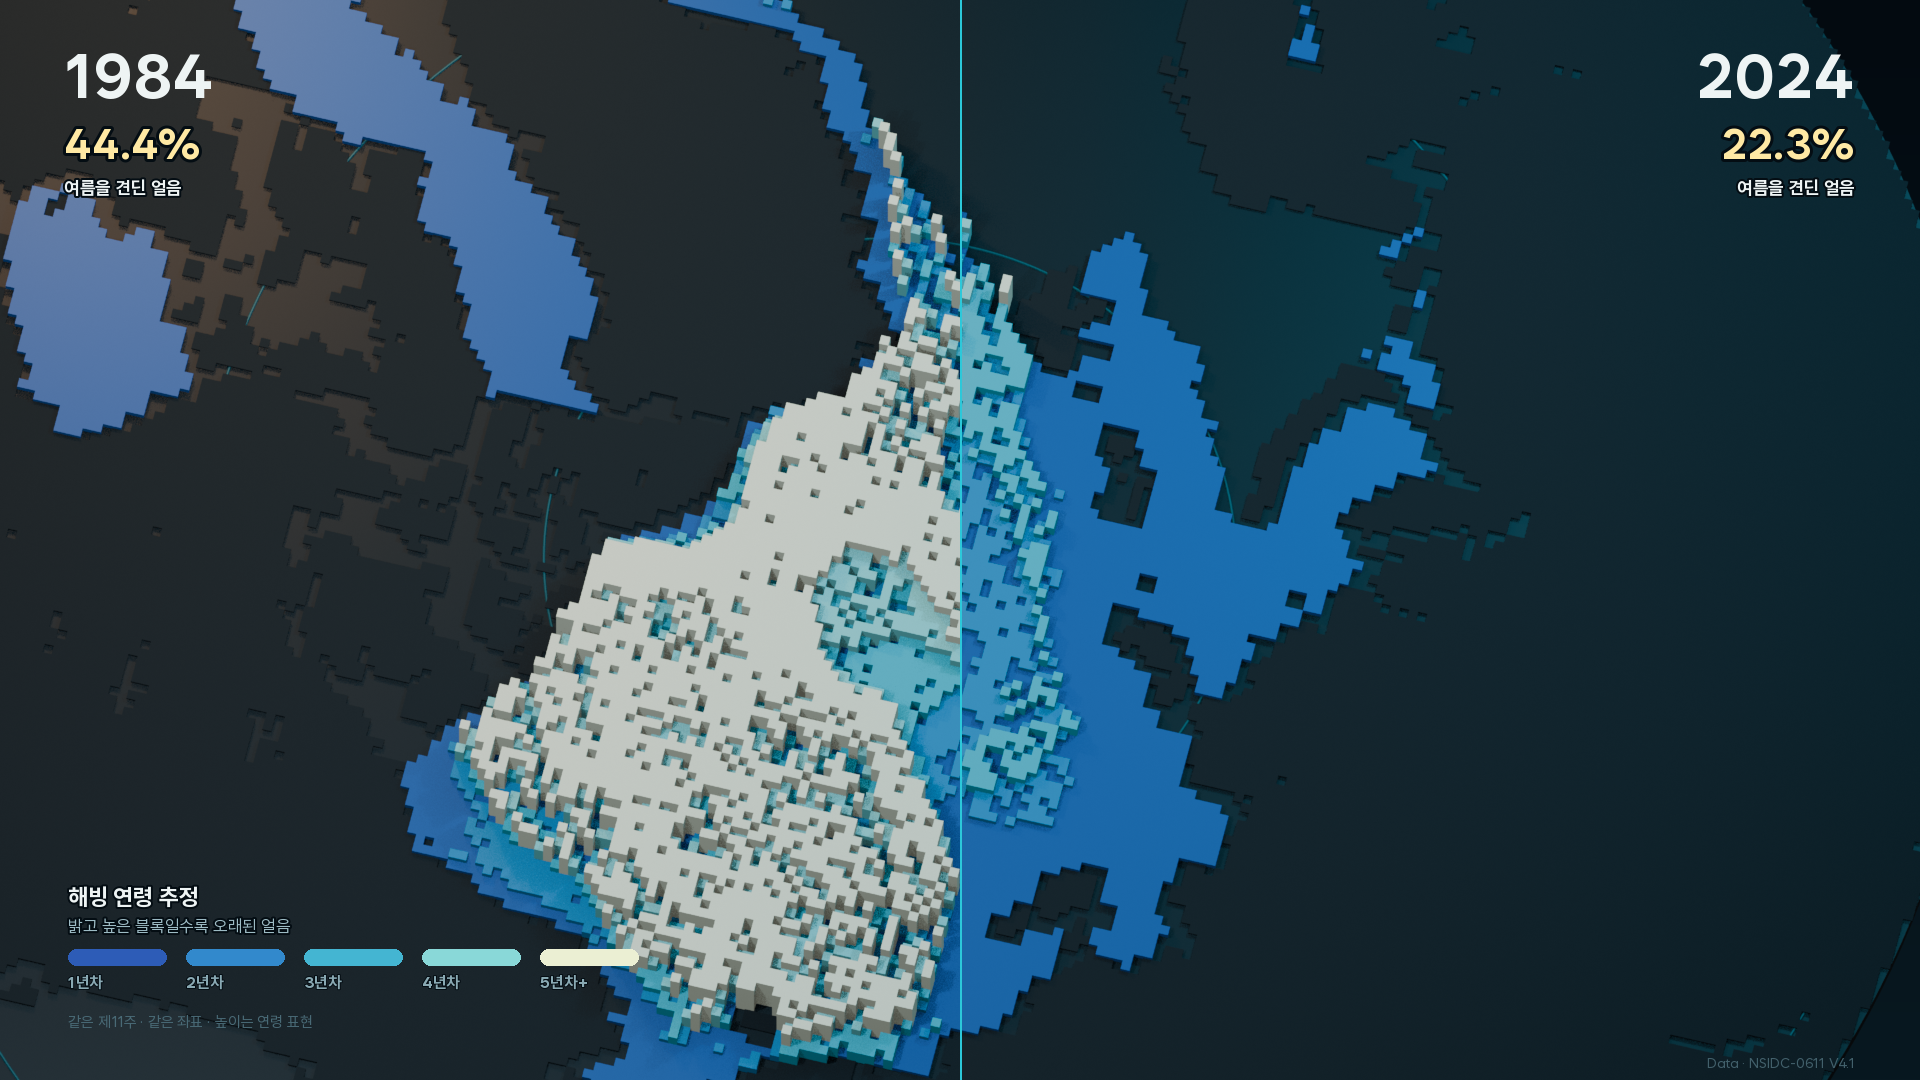 1984
44.4%
여름을 견딘 얼음
2024
22.3%
여름을 견딘 얼음
해빙 연령 추정
밝고 높은 블록일수록 오래된 얼음
1년차
2년차
3년차
4년차
5년차+
같은 제11주 · 같은 좌표 · 높이는 연령 표현
Data · NSIDC-0611 V4.1